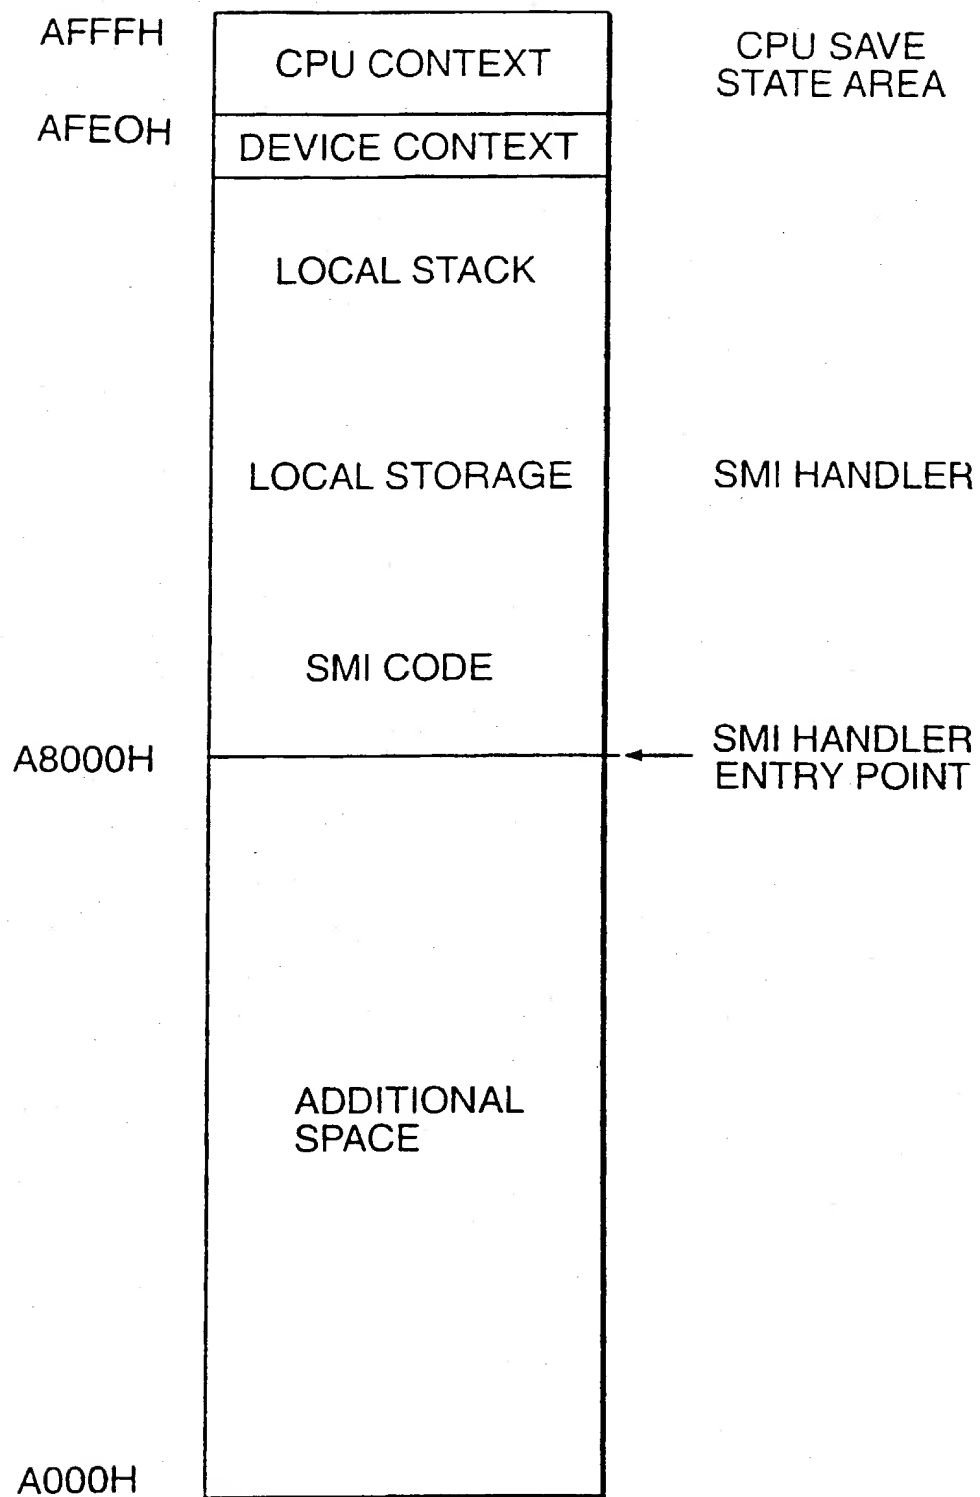 AFFFH
CPU CONTEXT
CPU SAVE
STATE AREA
AFEOH
DEVICE CONTEXT
LOCAL STACK
LOCAL STORAGE
SMI HANDLER
SMI CODE
A8000H
SMI HANDLER
ENTRY POINT
ADDITIONAL
SPACE
A000H